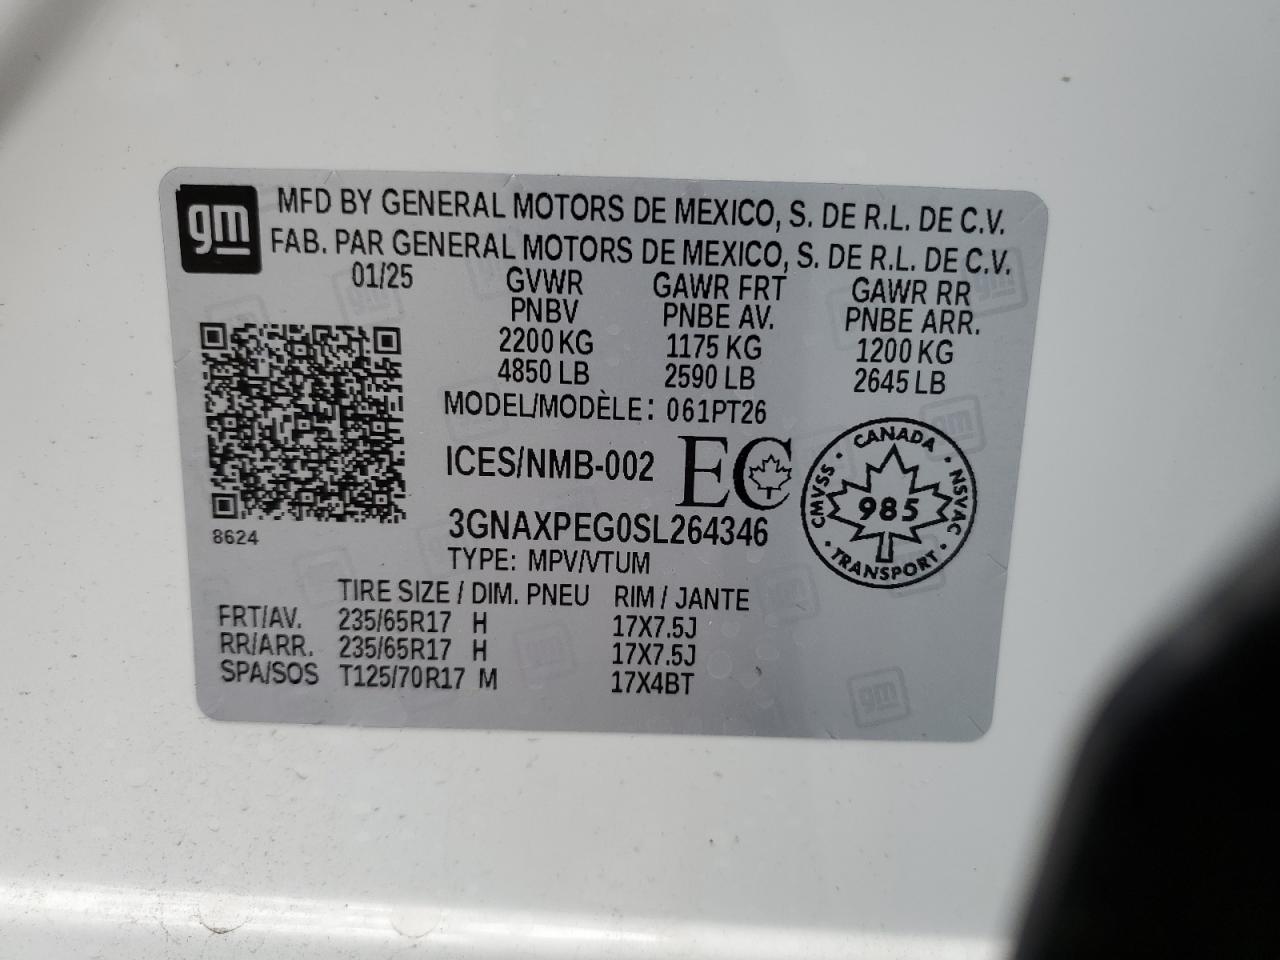 gm
MFD BY GENERAL MOTORS DE MEXICO, S. DE R.L. DE C.V.
FAB. PAR GENERAL MOTORS DE MEXICO, S. DE R.L. DE C.V.
01/25 GVWR GAWR FRT GAWR RR
PNBV PNBE AV. PNBE ARR.
2200 KG 1175 KG 1200 KG
4850 LB 2590 LB 2645 LB
MODEL/MODÈLE: 061PT26
ICES/NMB-002 EC
CANADA
CMVSS · NSVAC
985
TRANSPORT
3GNAXPEG0SL264346
8624
TYPE: MPV/VTUM
TIRE SIZE / DIM. PNEU RIM / JANTE
FRT/AV. 235/65R17 H 17X7.5J
RR/ARR. 235/65R17 H 17X7.5J
SPA/SOS T125/70R17 M 17X4BT
gm